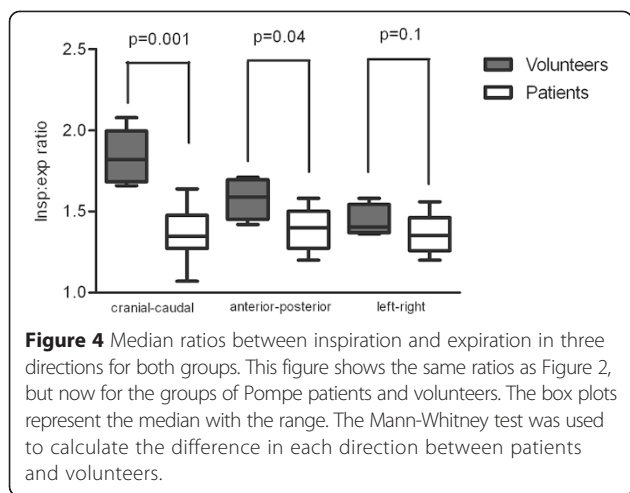 p=0.001 p=0.04 p=0.1
2.5
2.0
1.5
1.0
Insp:exp ratio
Volunteers
Patients
cranial-caudal anterior-posterior left-right
Figure 4 Median ratios between inspiration and expiration in three
directions for both groups. This figure shows the same ratios as Figure 2,
but now for the groups of Pompe patients and volunteers. The box plots
represent the median with the range. The Mann-Whitney test was used
to calculate the difference in each direction between patients
and volunteers.